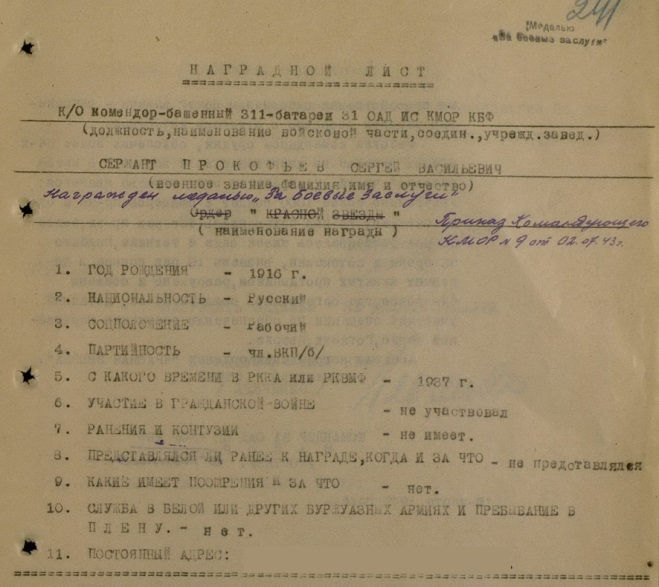 241
Медалью
"За боевые заслуги"
НАГРАДНОЙ ЛИСТ
К/О комендор-башенный 311-батареи 31 ОАД ИС КМОР КБФ
(должность,наименование войсковой части,соедин.,учрежд.завед.)
СЕРЖАНТ ПРОКОФЬЕВ СЕРГЕЙ ВАСИЛЬЕВИЧ
(военное звание,фамилия,имя и отчество)
Награжден медалью „За боевые заслуги“
Ордер " КРАСНОЙ ЗВЕЗДЫ "
Приказ Командующего
( наименование награды )
КМОР № 9 от 02.07.43г.
1. ГОД РОЖДЕНИЯ - 1916 г.
2. НАЦИОНАЛЬНОСТЬ - Русский
3. СОЦПОЛОЖЕНИЕ - Рабочий
4. ПАРТИЙНОСТЬ - чл.ВКП/б/
5. С КАКОГО ВРЕМЕНИ В РККА ИЛИ РКВМФ - 1937 г.
6. УЧАСТИЕ В ГРАЖДАНСКОЙ ВОЙНЕ - не участвовал
7. РАНЕНИЯ И КОНТУЗИИ - не имеет.
8. ПРЕДСТАВЛЯЛСЯ ЛИ РАНЕЕ К НАГРАДЕ,КОГДА И ЗА ЧТО - не представлялся
9. КАКИЕ ИМЕЕТ ПООЩРЕНИЯ И ЗА ЧТО - нет.
10. СЛУЖБА В БЕЛОЙ ИЛИ ДРУГИХ БУРЖУАЗНЫХ АРМИЯХ И ПРЕБЫВАНИЕ В
ПЛЕНУ. - нет.
11. ПОСТОЯННЫЙ АДРЕС: